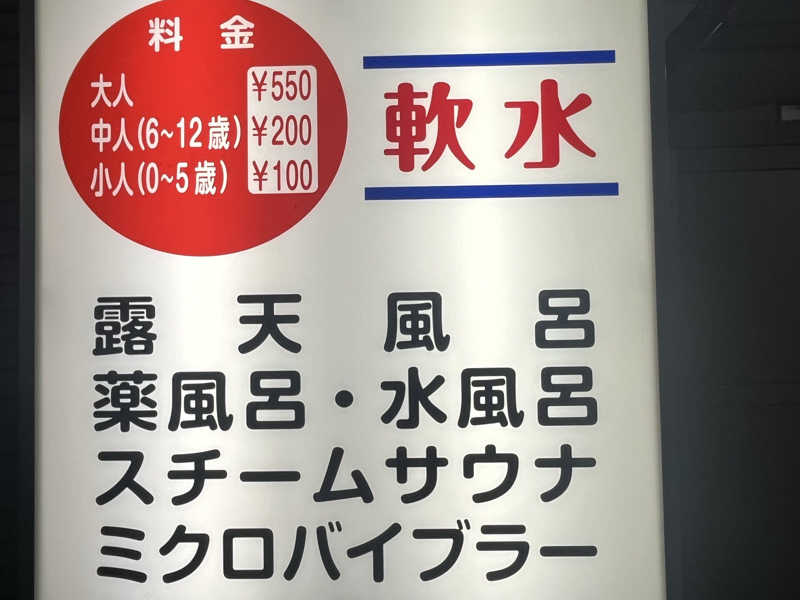 料金
大人 ¥550
中人(6~12歳) ¥200
小人(0~5歳) ¥100
軟水
露天風呂
薬風呂・水風呂
スチームサウナ
ミクロバイブラー